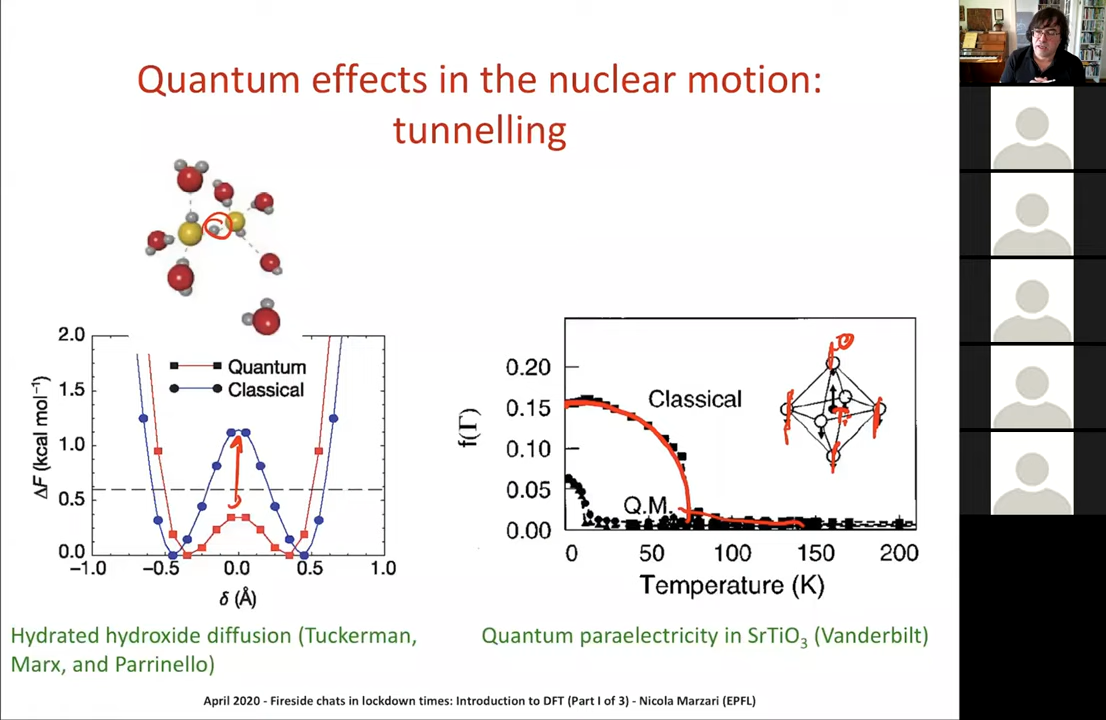 Quantum effects in the nuclear motion:
tunnelling
2.0
1.5
1.0
0.5
0.0
ΔF (kcal mol⁻¹)
Quantum
Classical
-1.0
-0.5
0.0
0.5
1.0
δ (Å)
Hydrated hydroxide diffusion (Tuckerman,
Marx, and Parrinello)
0.20
0.15
0.10
0.05
0.00
f(Γ)
Classical
Q.M.
0
50
100
150
200
Temperature (K)
Quantum paraelectricity in SrTiO₃ (Vanderbilt)
April 2020 - Fireside chats in lockdown times: Introduction to DFT (Part I of 3) - Nicola Marzari (EPFL)